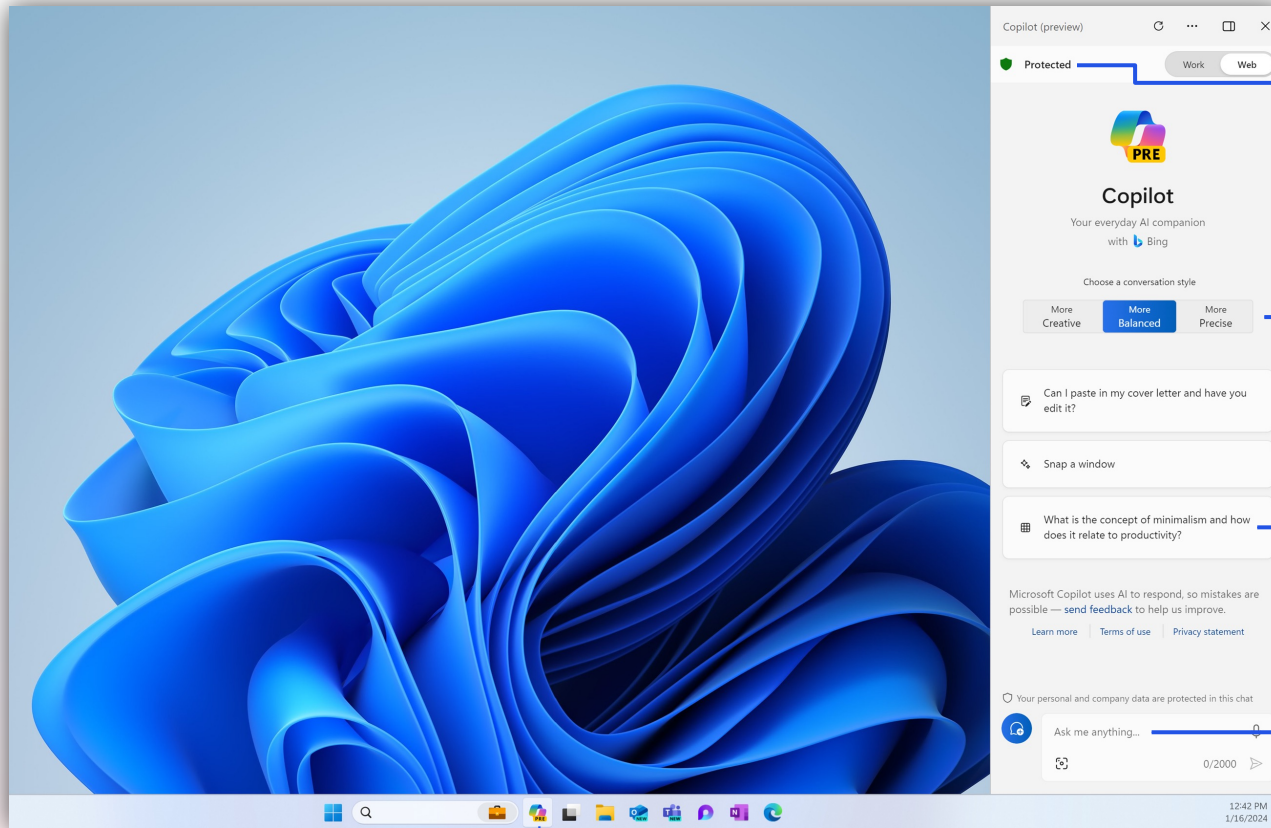 Copilot (preview)
Protected
Work
Web
PRE
Copilot
Your everyday AI companion
with Bing
Choose a conversation style
More
Creative
More
Balanced
More
Precise
Can I paste in my cover letter and have you
edit it?
Snap a window
What is the concept of minimalism and how
does it relate to productivity?
Microsoft Copilot uses AI to respond, so mistakes are
possible — send feedback to help us improve.
Learn more Terms of use Privacy statement
Your personal and company data are protected in this chat
Ask me anything...
0/2000
PRE
NEW
NEW
N
12:42 PM
1/16/2024